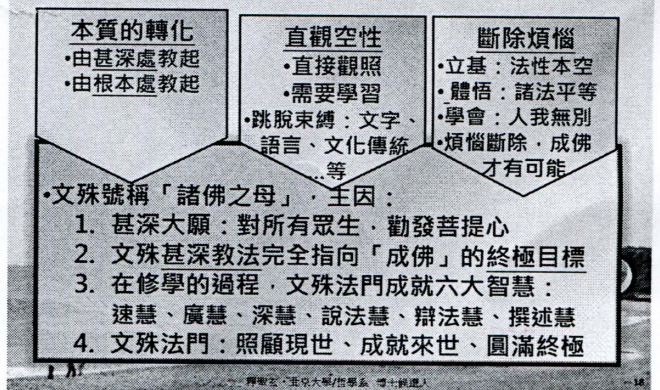 本質的轉化
•由甚深處教起
•由根本處教起
直觀空性
•直接觀照
•需要學習
•跳脫束縛：文字、
語言、文化傳統
...等
斷除煩惱
•立基：法性本空
•體悟：諸法平等
•學會：人我無別
•煩惱斷除，成佛
才有可能
•文殊號稱「諸佛之母」，主因：
1. 甚深大願：對所有眾生，勸發菩提心
2. 文殊甚深教法完全指向「成佛」的終極目標
3. 在修學的過程，文殊法門成就六大智慧：
速慧、廣慧、深慧、說法慧、辯法慧、撰述慧
4. 文殊法門：照顧現世、成就來世、圓滿終極
北京大學/哲學系 博士候選人
18